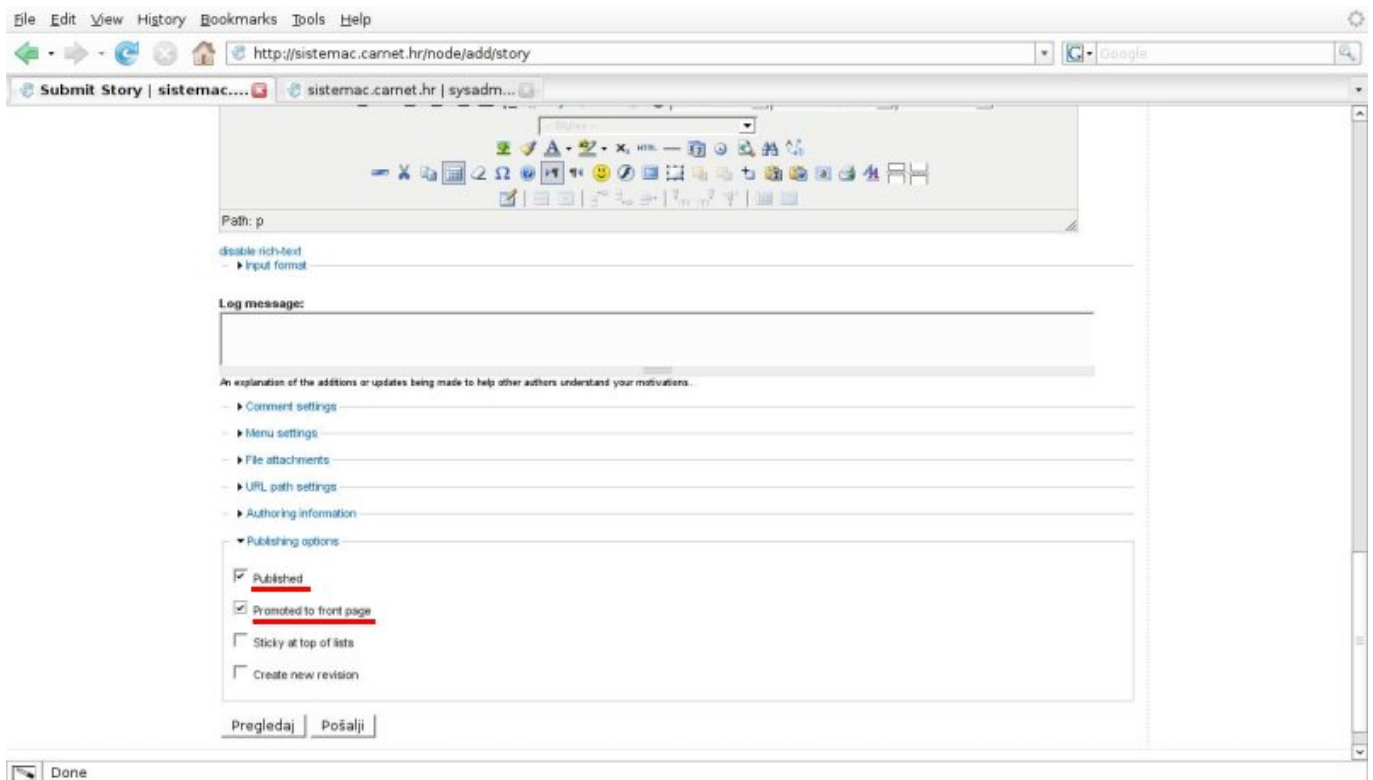 File Edit View History Bookmarks Tools Help
http://sistemac.carnet.hr/node/add/story
Google
Submit Story | sistemac....
sistemac.carnet.hr | sysadm...
-- Styles --
HTML
Path: p
disable rich-text
Input format
Log message:
An explanation of the additions or updates being made to help other authors understand your motivations.
Comment settings
Menu settings
File attachments
URL path settings
Authoring information
Publishing options
Published
Promoted to front page
Sticky at top of lists
Create new revision
Pregledaj Pošalji
Done